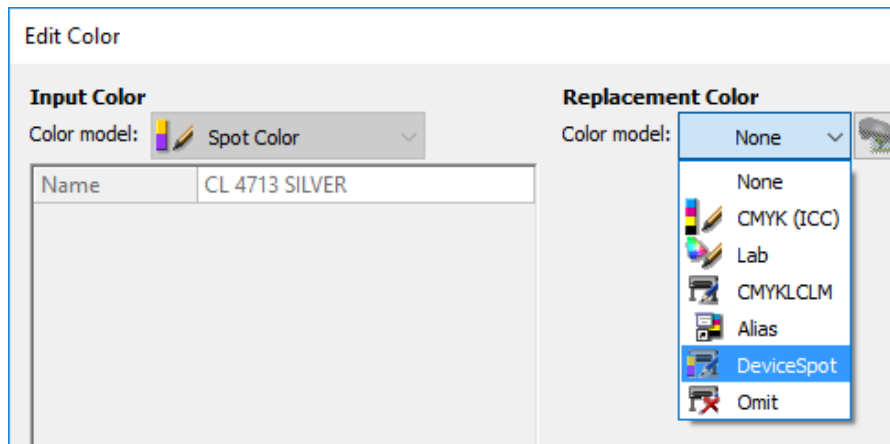 Edit Color
Input Color
Color model: Spot Color
Name CL 4713 SILVER
Replacement Color
Color model: None
None
CMYK (ICC)
Lab
CMYKLCLM
Alias
DeviceSpot
Omit